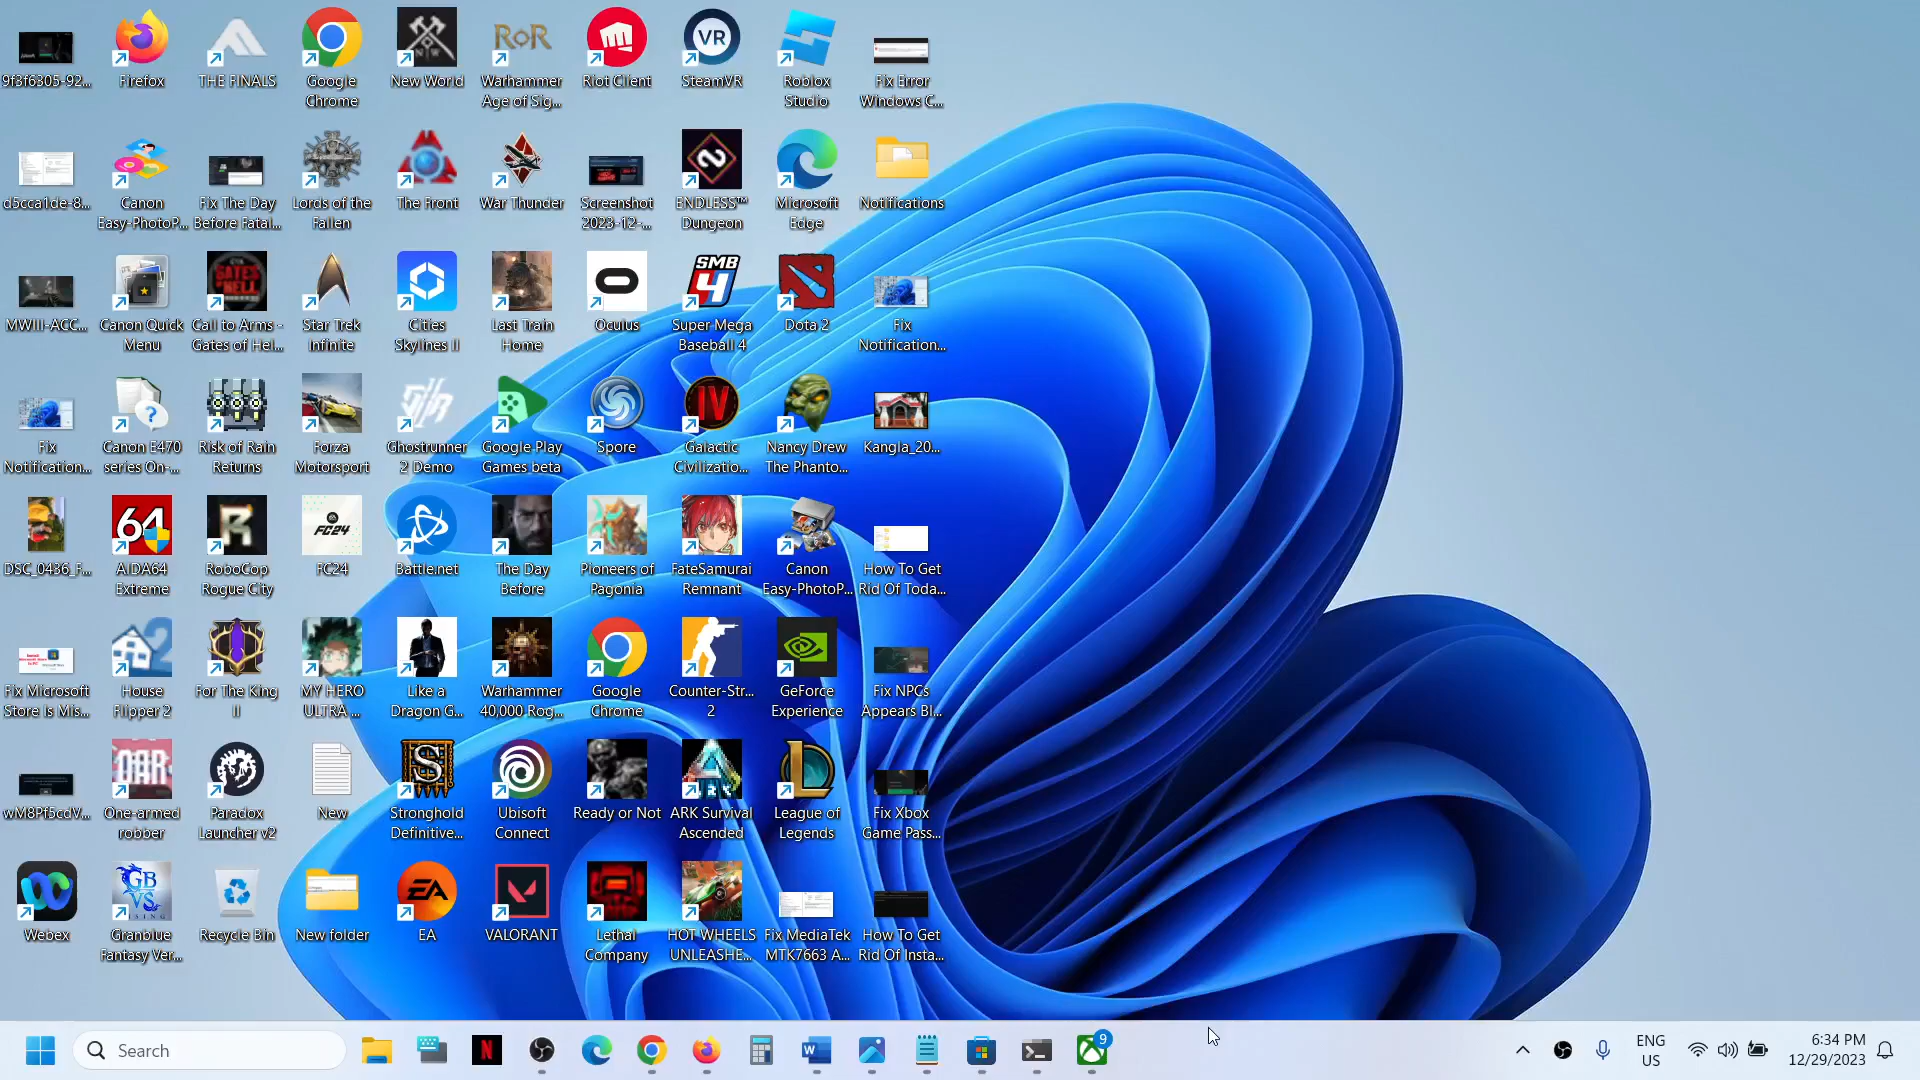 9f3f6305-92...
Firefox
THE FINALS
Google
Chrome
New World
Warhammer
Age of Sig...
Riot Client
SteamVR
Roblox
Studio
Fix Error
Windows C...
d5cca1de-8...
Canon
Easy-PhotoP...
Fix The Day
Before Fatal...
Lords of the
Fallen
The Front
War Thunder
Screenshot
2023-12-...
ENDLESS™
Dungeon
Microsoft
Edge
Notifications
MWIII-ACC...
Canon Quick
Menu
Call to Arms -
Gates of Hel...
Star Trek
Infinite
Cities
Skylines II
Last Train
Home
Oculus
Super Mega
Baseball 4
Dota 2
Fix
Notification...
Fix
Notification...
Canon E470
series On-...
Risk of Rain
Returns
Forza
Motorsport
Ghostrunner
2 Demo
Google Play
Games beta
Spore
Galactic
Civilizatio...
Nancy Drew
The Phanto...
Kangla_20...
DSC_0436_F...
AIDA64
Extreme
RoboCop
Rogue City
FC24
Battle.net
The Day
Before
Pioneers of
Pagonia
FateSamurai
Remnant
Canon
Easy-PhotoP...
How To Get
Rid Of Toda...
Fix Microsoft
Store Is Mis...
House
Flipper 2
For The King
II
MY HERO
ULTRA ...
Like a
Dragon G...
Warhammer
40,000 Rog...
Google
Chrome
Counter-Str...
2
GeForce
Experience
Fix NPCs
Appears Bl...
wM8Pf5cdV...
One-armed
robber
Paradox
Launcher v2
New
Stronghold
Definitive...
Ubisoft
Connect
Ready or Not
ARK Survival
Ascended
League of
Legends
Fix Xbox
Game Pass...
Webex
Granblue
Fantasy Ver...
Recycle Bin
New folder
EA
VALORANT
Lethal
Company
HOT WHEELS
UNLEASHE...
Fix MediaTek
MTK7663 A...
How To Get
Rid Of Insta...
Search
9
ENG
US
6:34 PM
12/29/2023